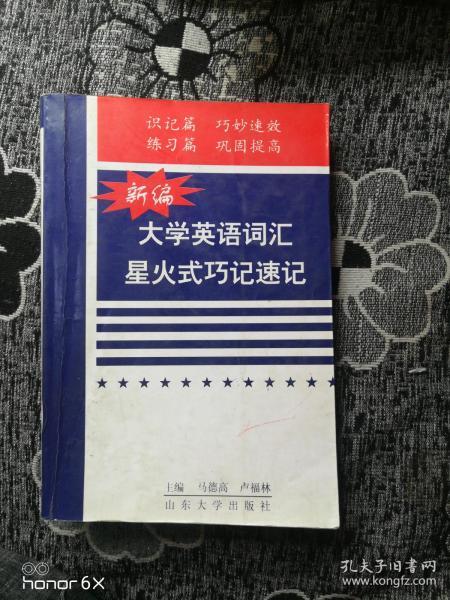 识记篇 巧妙速效
练习篇 巩固提高
新编
大学英语词汇
星火式巧记速记
主编 马德高 卢福林
山东大学出版社
honor 6X
孔夫子旧书网
www.kongfz.com